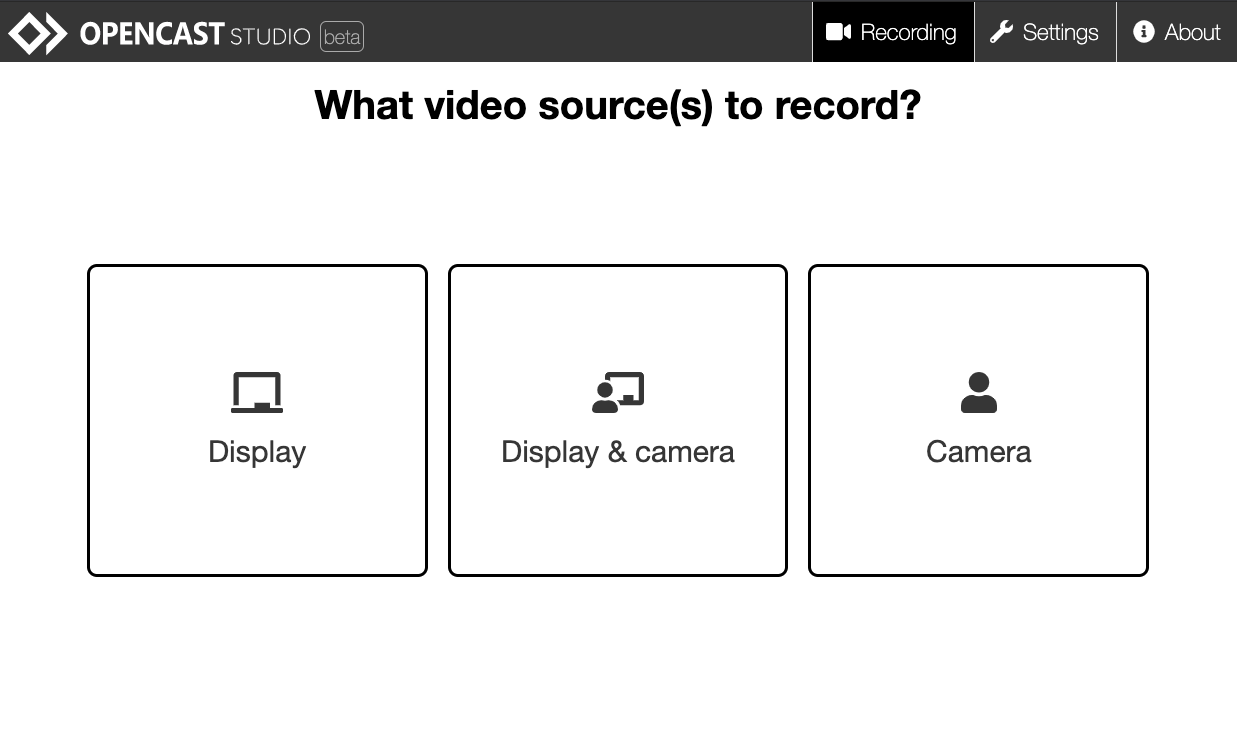 OPENCAST STUDIO beta
Recording
Settings
About
What video source(s) to record?
Display
Display & camera
Camera